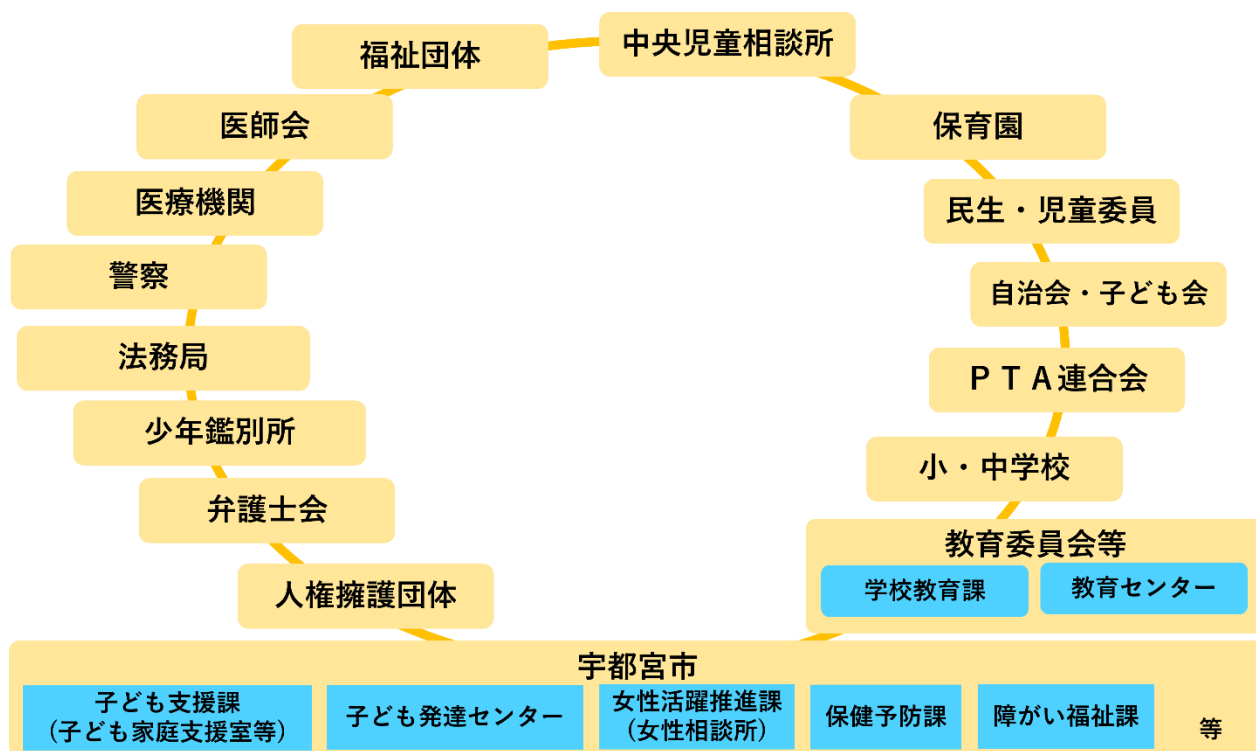 中央児童相談所
福祉団体
医師会
保育園
医療機関
民生・児童委員
警察
自治会・子ども会
法務局
ＰＴＡ連合会
少年鑑別所
小・中学校
弁護士会
教育委員会等
学校教育課
教育センター
人権擁護団体
宇都宮市
子ども支援課
(子ども家庭支援室等)
子ども発達センター
女性活躍推進課
(女性相談所)
保健予防課
障がい福祉課
等